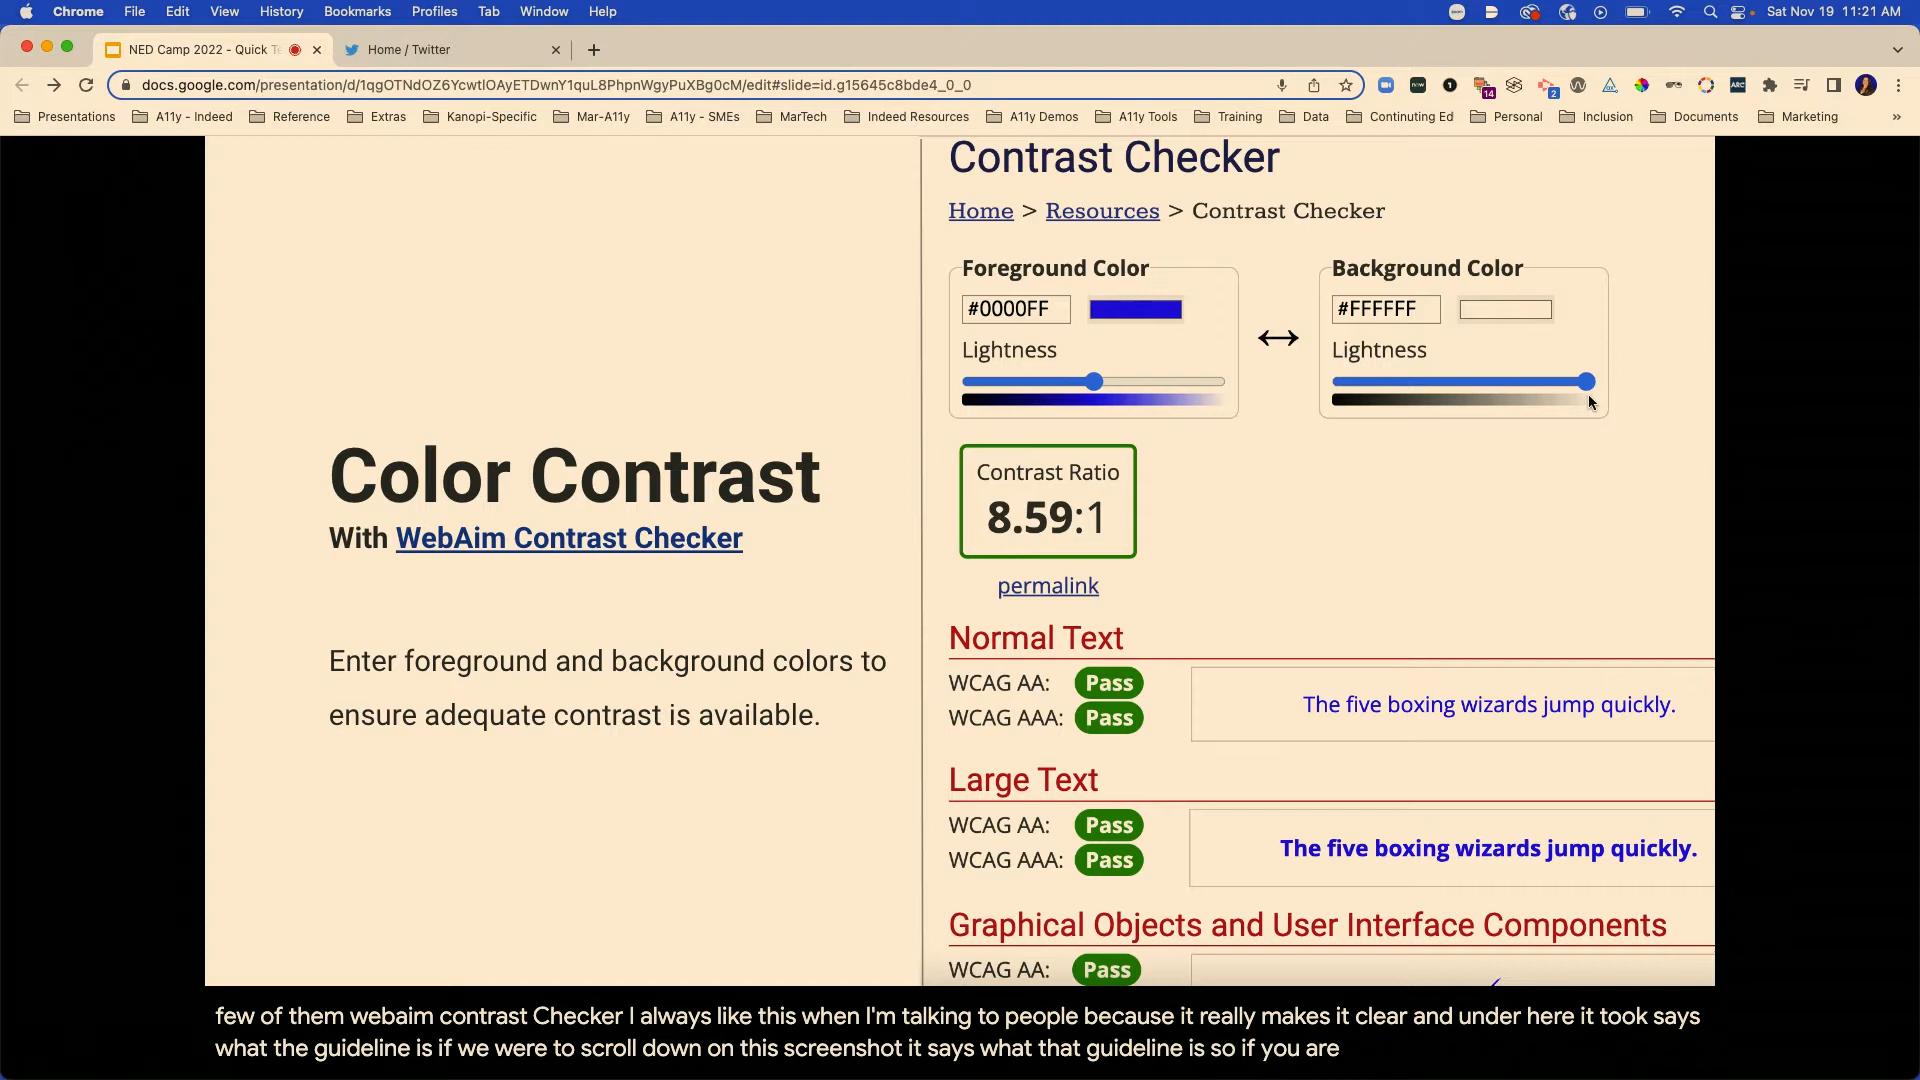 Chrome File Edit View History Bookmarks Profiles Tab Window Help Sat Nov 19 11:21 AM
NED Camp 2022 - Quick Home / Twitter
docs.google.com/presentation/d/1qgOTNdOZ6YcwtlOAyETDwnY1quL8PhpnWgyPuXBg0cM/edit#slide=id.g15645c8bde4_0_0
14 2 ARC
Presentations A11y - Indeed Reference Extras Kanopi-Specific Mar-A11y A11y - SMEs MarTech Indeed Resources A11y Demos A11y Tools Training Data Continuting Ed Personal Inclusion Documents Marketing »
Color Contrast
With WebAim Contrast Checker
Enter foreground and background colors to
ensure adequate contrast is available.
Contrast Checker
Home > Resources > Contrast Checker
Foreground Color
#0000FF
Lightness
Background Color
#FFFFFF
Lightness
Contrast Ratio
8.59:1
permalink
Normal Text
WCAG AA: Pass
WCAG AAA: Pass
The five boxing wizards jump quickly.
Large Text
WCAG AA: Pass
WCAG AAA: Pass
The five boxing wizards jump quickly.
Graphical Objects and User Interface Components
WCAG AA: Pass
few of them webaim contrast Checker I always like this when I'm talking to people because it really makes it clear and under here it took says
what the guideline is if we were to scroll down on this screenshot it says what that guideline is so if you are